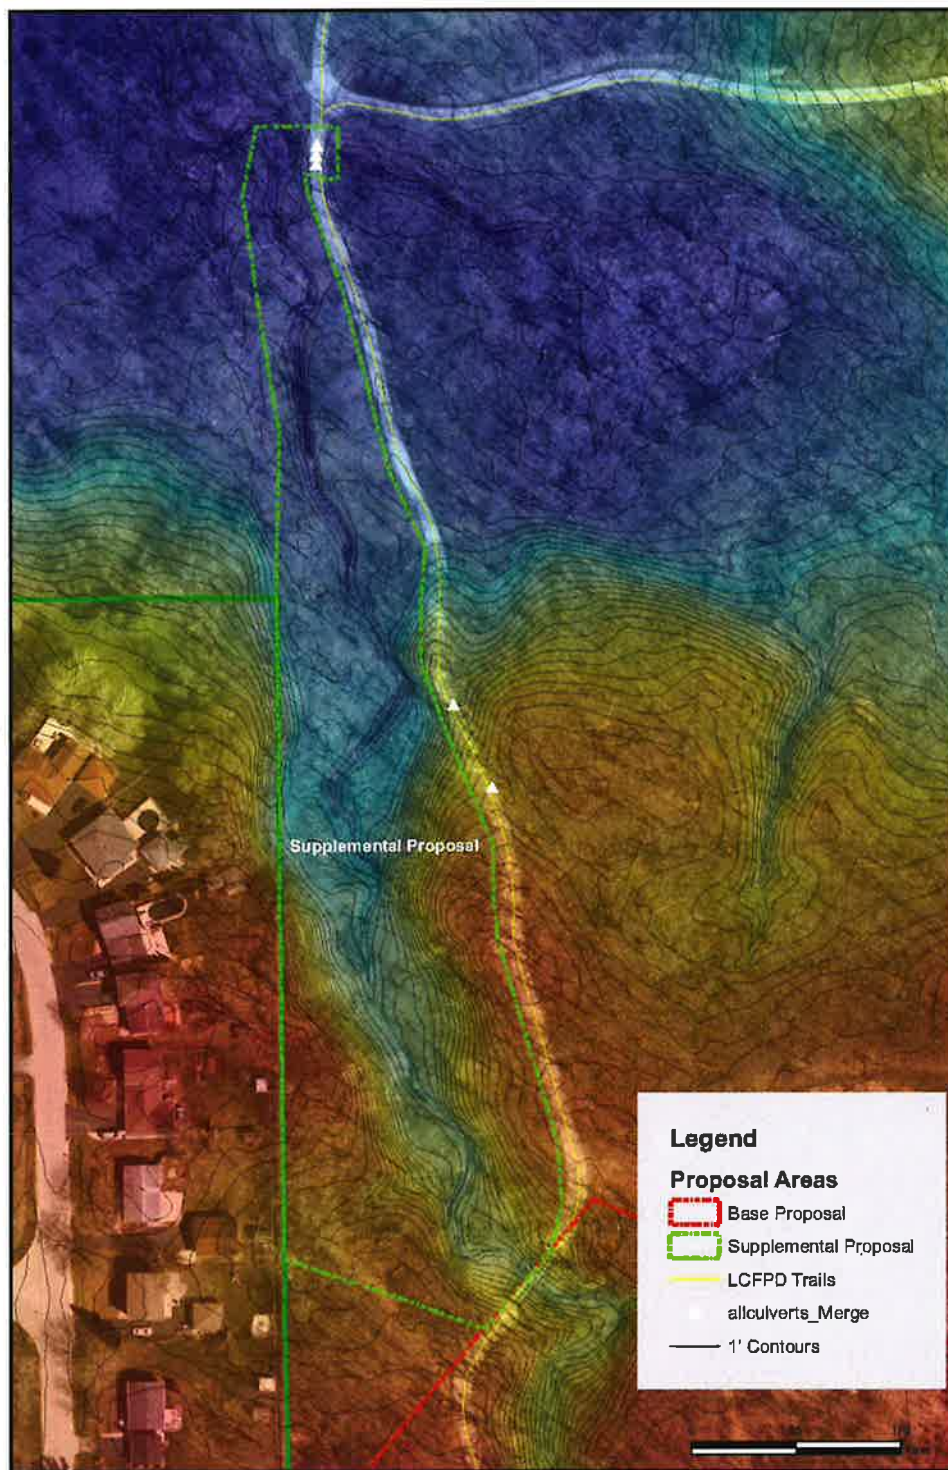 Supplemental Proposal
Legend
Proposal Areas
Base Proposal
Supplemental Proposal
LCFPD Trails
allculverts_Merge
1' Contours